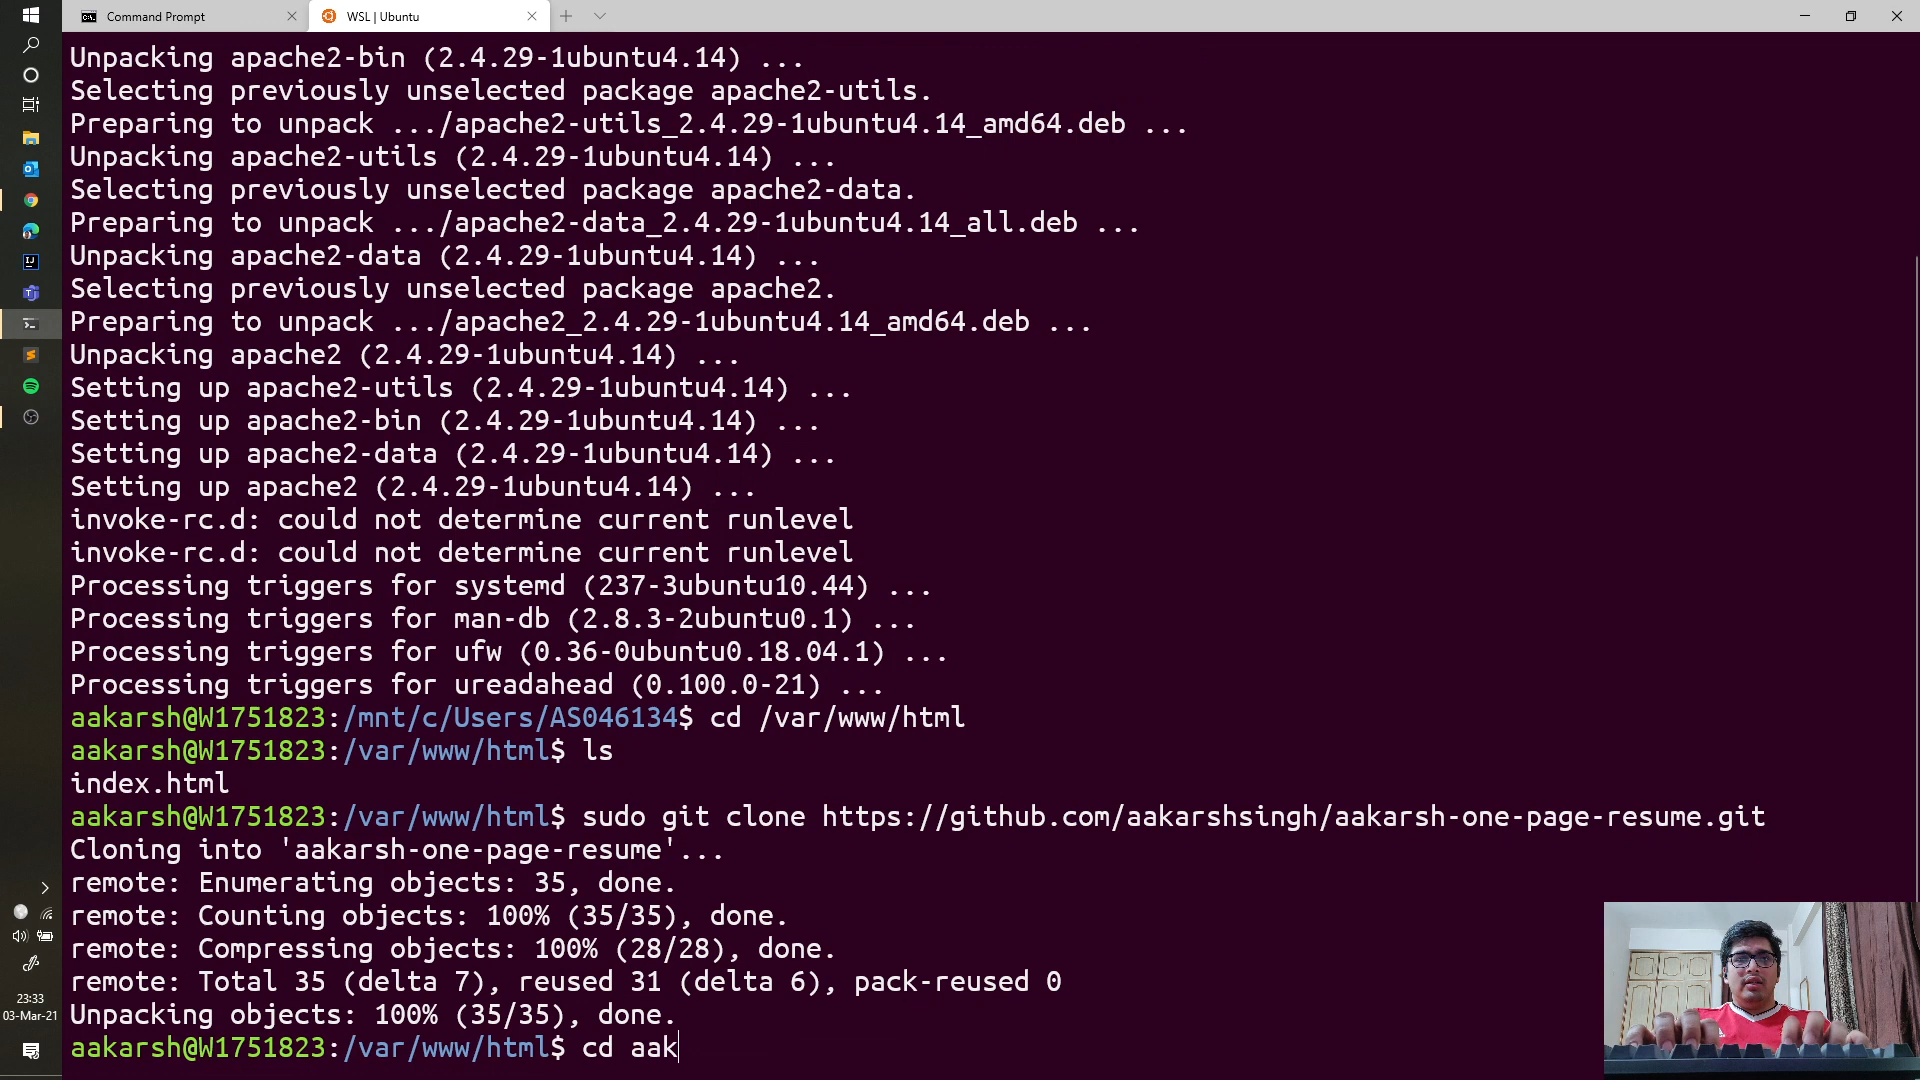 Command Prompt
WSL | Ubuntu
Unpacking apache2-bin (2.4.29-1ubuntu4.14) ...
Selecting previously unselected package apache2-utils.
Preparing to unpack .../apache2-utils_2.4.29-1ubuntu4.14_amd64.deb ...
Unpacking apache2-utils (2.4.29-1ubuntu4.14) ...
Selecting previously unselected package apache2-data.
Preparing to unpack .../apache2-data_2.4.29-1ubuntu4.14_all.deb ...
Unpacking apache2-data (2.4.29-1ubuntu4.14) ...
Selecting previously unselected package apache2.
Preparing to unpack .../apache2_2.4.29-1ubuntu4.14_amd64.deb ...
Unpacking apache2 (2.4.29-1ubuntu4.14) ...
Setting up apache2-utils (2.4.29-1ubuntu4.14) ...
Setting up apache2-bin (2.4.29-1ubuntu4.14) ...
Setting up apache2-data (2.4.29-1ubuntu4.14) ...
Setting up apache2 (2.4.29-1ubuntu4.14) ...
invoke-rc.d: could not determine current runlevel
invoke-rc.d: could not determine current runlevel
Processing triggers for systemd (237-3ubuntu10.44) ...
Processing triggers for man-db (2.8.3-2ubuntu0.1) ...
Processing triggers for ufw (0.36-0ubuntu0.18.04.1) ...
Processing triggers for ureadahead (0.100.0-21) ...
aakarsh@W1751823:/mnt/c/Users/AS046134$ cd /var/www/html
aakarsh@W1751823:/var/www/html$ ls
index.html
aakarsh@W1751823:/var/www/html$ sudo git clone https://github.com/aakarshsingh/aakarsh-one-page-resume.git
Cloning into 'aakarsh-one-page-resume'...
remote: Enumerating objects: 35, done.
remote: Counting objects: 100% (35/35), done.
remote: Compressing objects: 100% (28/28), done.
remote: Total 35 (delta 7), reused 31 (delta 6), pack-reused 0
Unpacking objects: 100% (35/35), done.
aakarsh@W1751823:/var/www/html$ cd aak
23:33
03-Mar-21